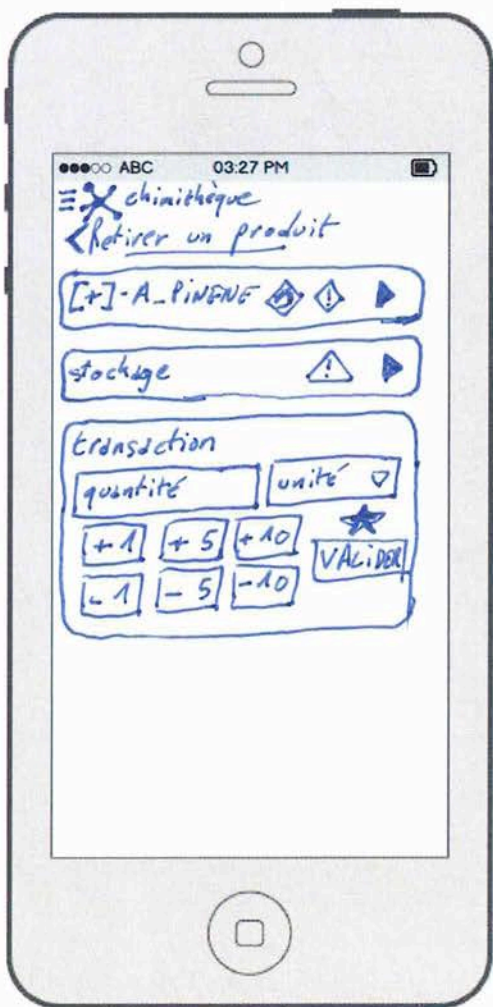 ABC 03:27 PM
chimithèque
<Retirer un produit
[+]-A_PiNENE
stockage
transaction
quantité unité
+1 +5 +10
VALiDER
-1 -5 -10